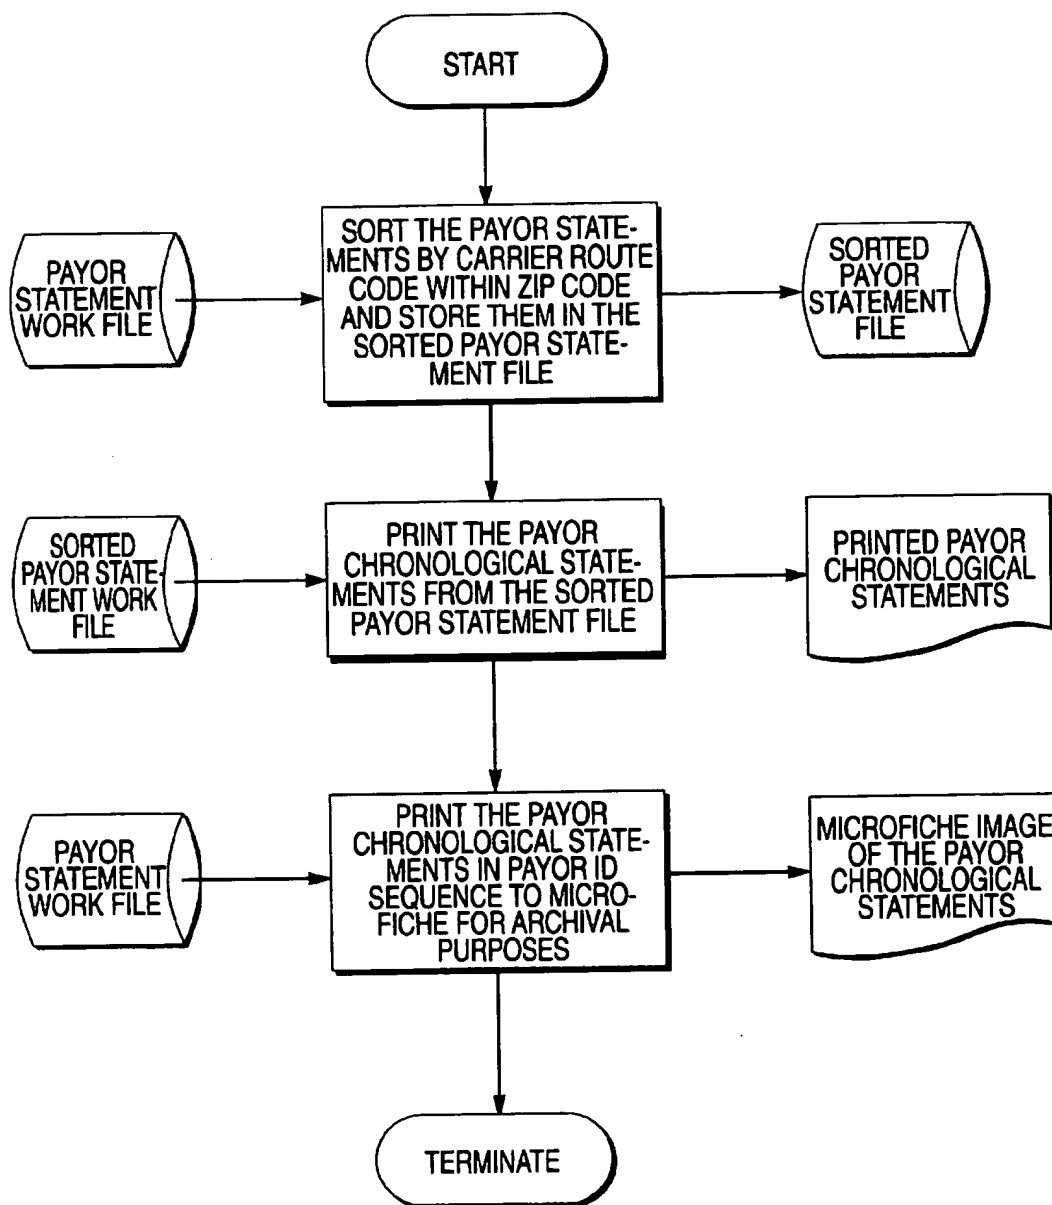 START
PAYOR
STATEMENT
WORK FILE
SORT THE PAYOR STATE-
MENTS BY CARRIER ROUTE
CODE WITHIN ZIP CODE
AND STORE THEM IN THE
SORTED PAYOR STATE-
MENT FILE
SORTED
PAYOR
STATEMENT
FILE
SORTED
PAYOR STATE-
MENT WORK
FILE
PRINT THE PAYOR
CHRONOLOGICAL STATE-
MENTS FROM THE SORTED
PAYOR STATEMENT FILE
PRINTED PAYOR
CHRONOLOGICAL
STATEMENTS
PAYOR
STATEMENT
WORK FILE
PRINT THE PAYOR
CHRONOLOGICAL STATE-
MENTS IN PAYOR ID
SEQUENCE TO MICRO-
FICHE FOR ARCHIVAL
PURPOSES
MICROFICHE IMAGE
OF THE PAYOR
CHRONOLOGICAL
STATEMENTS
TERMINATE